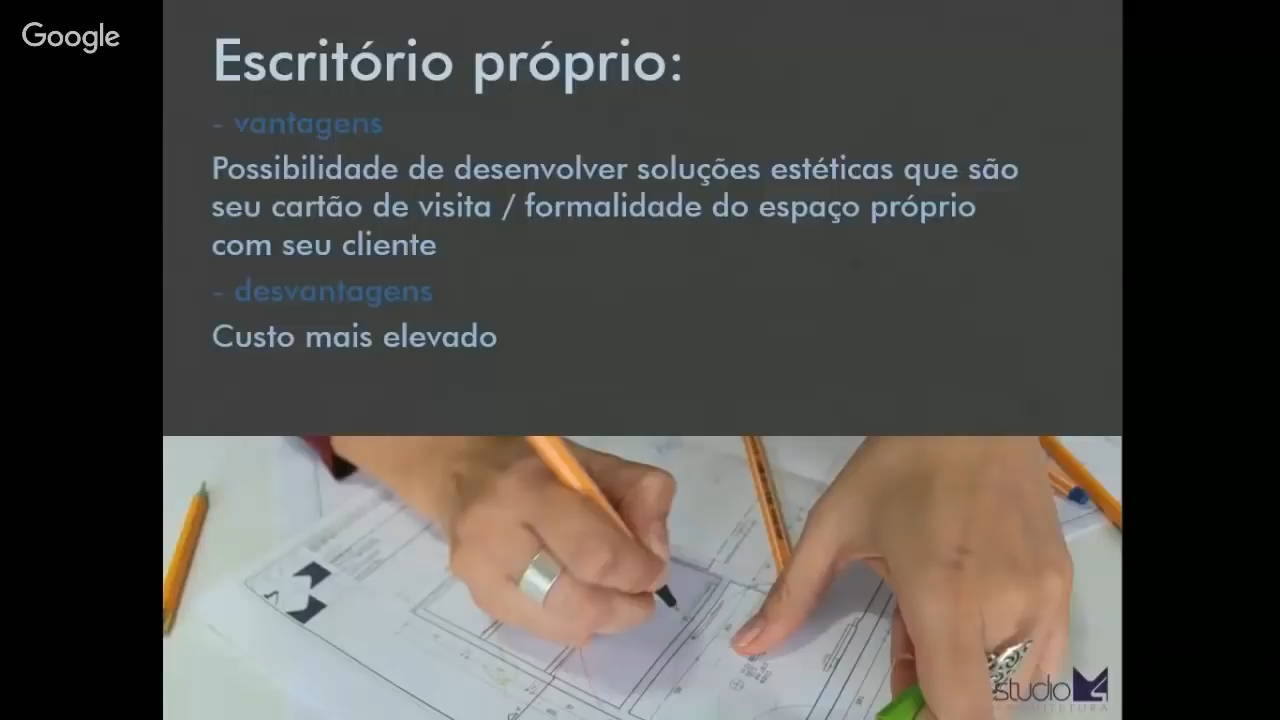 Google
Escritório próprio:
- vantagens
Possibilidade de desenvolver soluções estéticas que são
seu cartão de visita / formalidade do espaço próprio
com seu cliente
- desvantagens
Custo mais elevado
studio